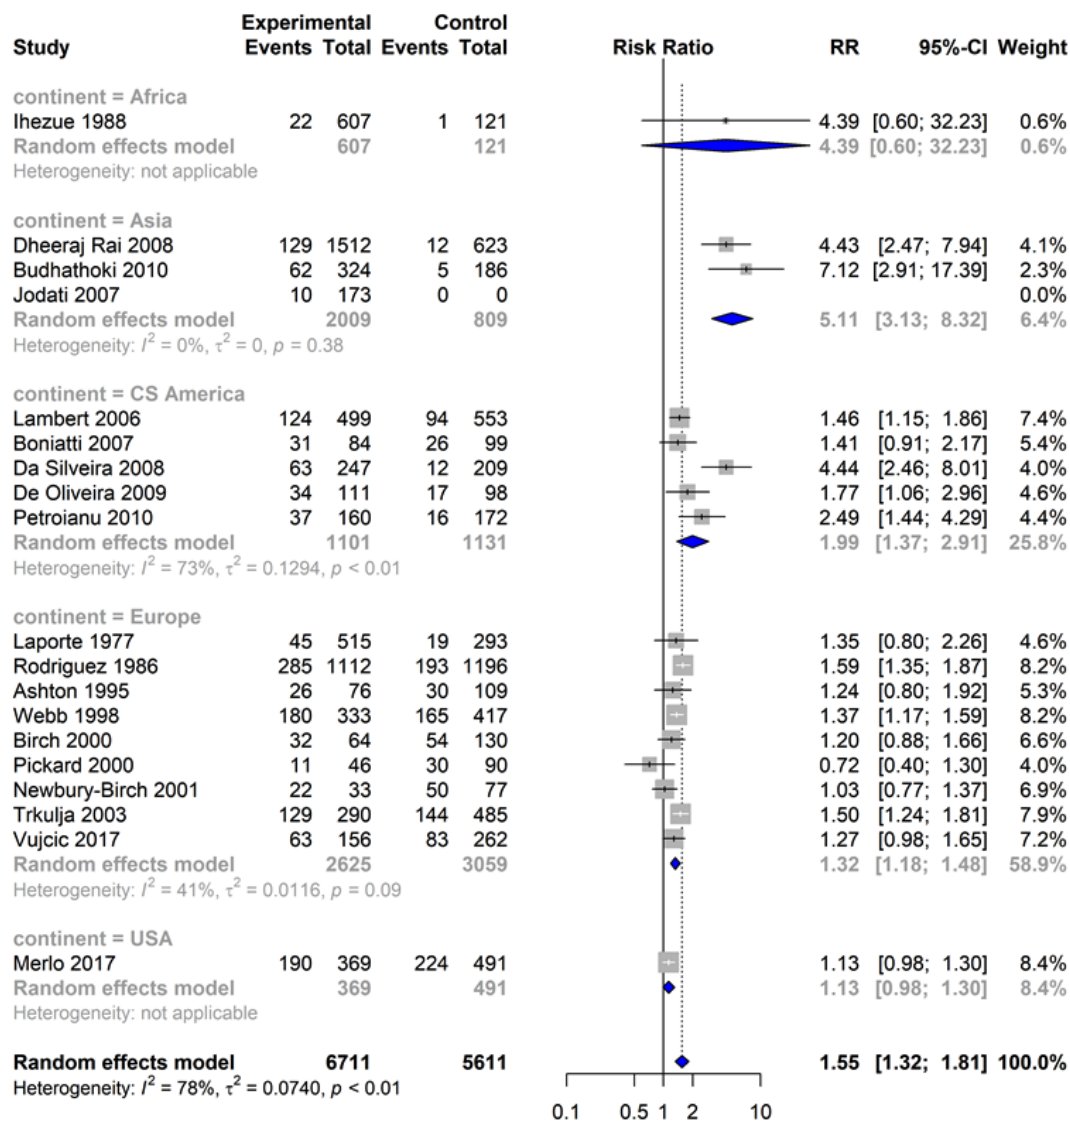 Experimental Control
Study Events Total Events Total Risk Ratio RR 95%-CI Weight
continent = Africa
Ihezue 1988 22 607 1 121 4.39 [0.60; 32.23] 0.6%
Random effects model 607 121 4.39 [0.60; 32.23] 0.6%
Heterogeneity: not applicable
continent = Asia
Dheeraj Rai 2008 129 1512 12 623 4.43 [2.47; 7.94] 4.1%
Budhathoki 2010 62 324 5 186 7.12 [2.91; 17.39] 2.3%
Jodati 2007 10 173 0 0 0.0%
Random effects model 2009 809 5.11 [3.13; 8.32] 6.4%
Heterogeneity: I² = 0%, τ² = 0, p = 0.38
continent = CS America
Lambert 2006 124 499 94 553 1.46 [1.15; 1.86] 7.4%
Boniatti 2007 31 84 26 99 1.41 [0.91; 2.17] 5.4%
Da Silveira 2008 63 247 12 209 4.44 [2.46; 8.01] 4.0%
De Oliveira 2009 34 111 17 98 1.77 [1.06; 2.96] 4.6%
Petroianu 2010 37 160 16 172 2.49 [1.44; 4.29] 4.4%
Random effects model 1101 1131 1.99 [1.37; 2.91] 25.8%
Heterogeneity: I² = 73%, τ² = 0.1294, p < 0.01
continent = Europe
Laporte 1977 45 515 19 293 1.35 [0.80; 2.26] 4.6%
Rodriguez 1986 285 1112 193 1196 1.59 [1.35; 1.87] 8.2%
Ashton 1995 26 76 30 109 1.24 [0.80; 1.92] 5.3%
Webb 1998 180 333 165 417 1.37 [1.17; 1.59] 8.2%
Birch 2000 32 64 54 130 1.20 [0.88; 1.66] 6.6%
Pickard 2000 11 46 30 90 0.72 [0.40; 1.30] 4.0%
Newbury-Birch 2001 22 33 50 77 1.03 [0.77; 1.37] 6.9%
Trkulja 2003 129 290 144 485 1.50 [1.24; 1.81] 7.9%
Vujcic 2017 63 156 83 262 1.27 [0.98; 1.65] 7.2%
Random effects model 2625 3059 1.32 [1.18; 1.48] 58.9%
Heterogeneity: I² = 41%, τ² = 0.0116, p = 0.09
continent = USA
Merlo 2017 190 369 224 491 1.13 [0.98; 1.30] 8.4%
Random effects model 369 491 1.13 [0.98; 1.30] 8.4%
Heterogeneity: not applicable
Random effects model 6711 5611 1.55 [1.32; 1.81] 100.0%
Heterogeneity: I² = 78%, τ² = 0.0740, p < 0.01
0.1 0.5 1 2 10